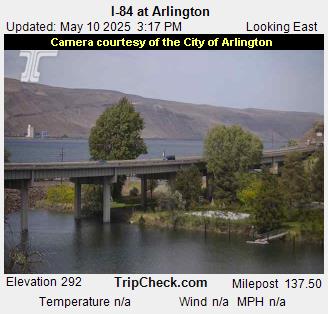 I-84 at Arlington
Updated: May 10 2025 3:17 PM Looking East
Camera courtesy of the City of Arlington
Elevation 292 TripCheck.com Milepost 137.50
Temperature n/a Wind n/a MPH n/a